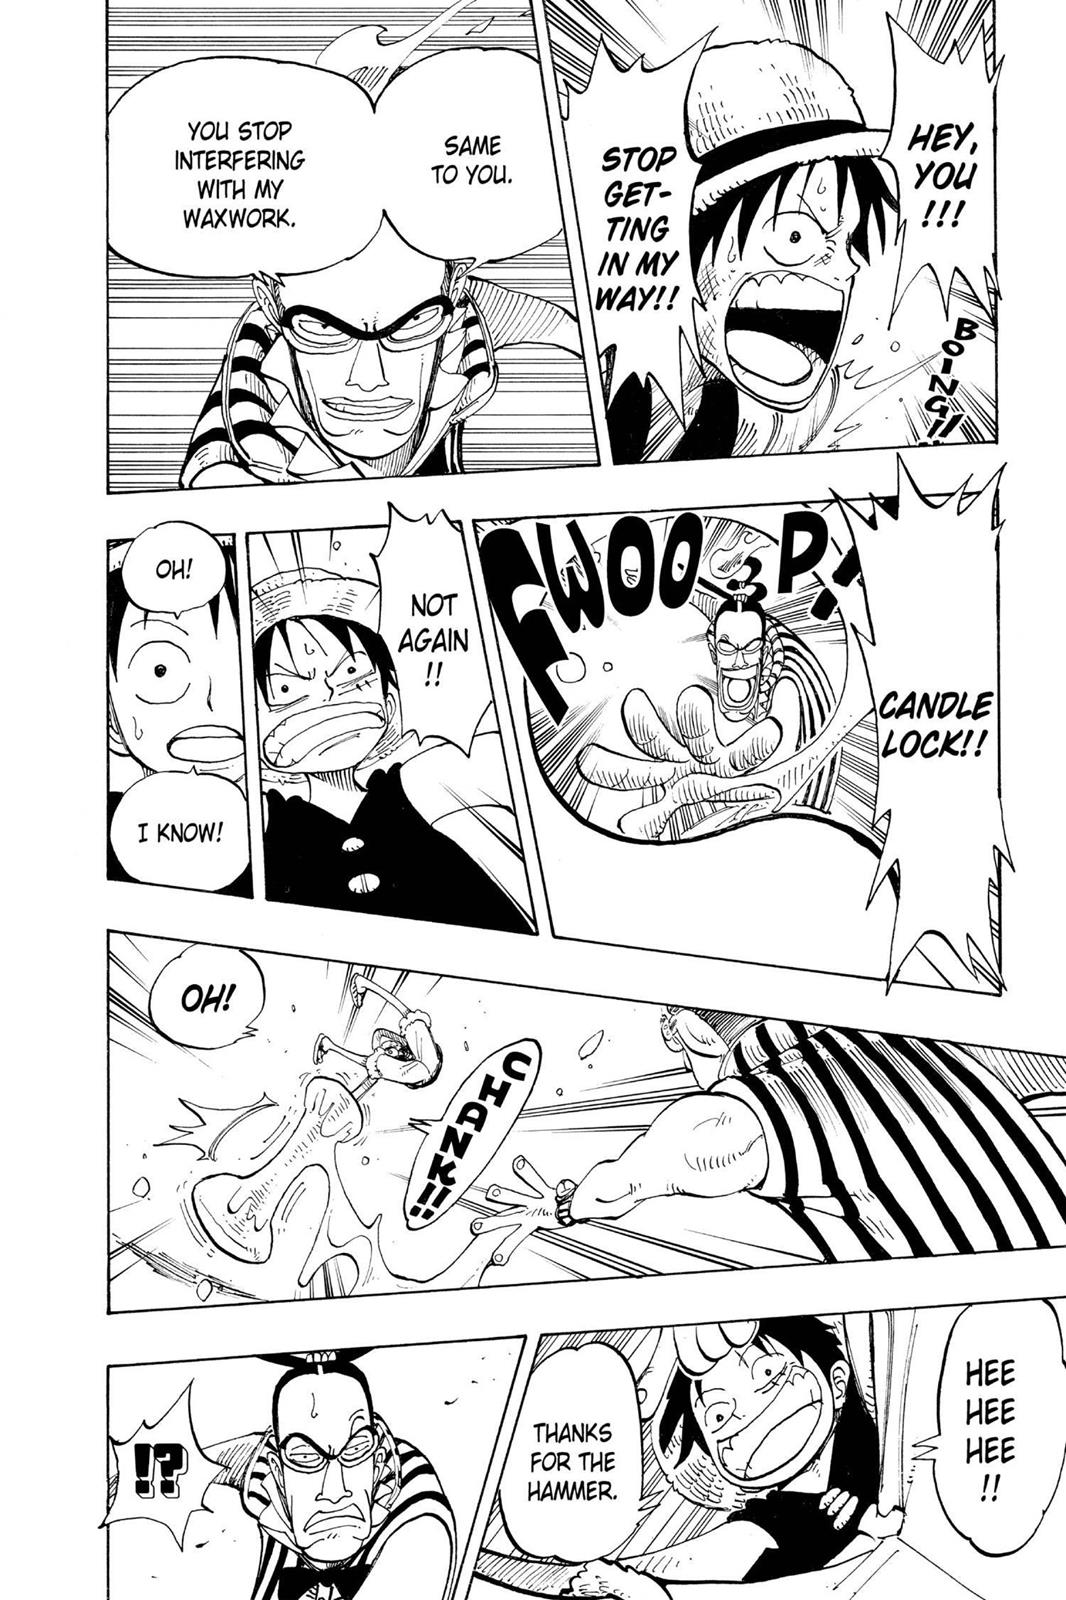 HEY,
YOU
!!!
STOP
GET-
TING
IN MY
WAY!!
BOING!!
SAME
TO YOU.
YOU STOP
INTERFERING
WITH MY
WAXWORK.
CANDLE
LOCK!!
FWOOP!!
NOT
AGAIN
!!
OH!
I KNOW!
OH!
CHANK!!
HEE
HEE
HEE
!!
THANKS
FOR THE
HAMMER.
!?